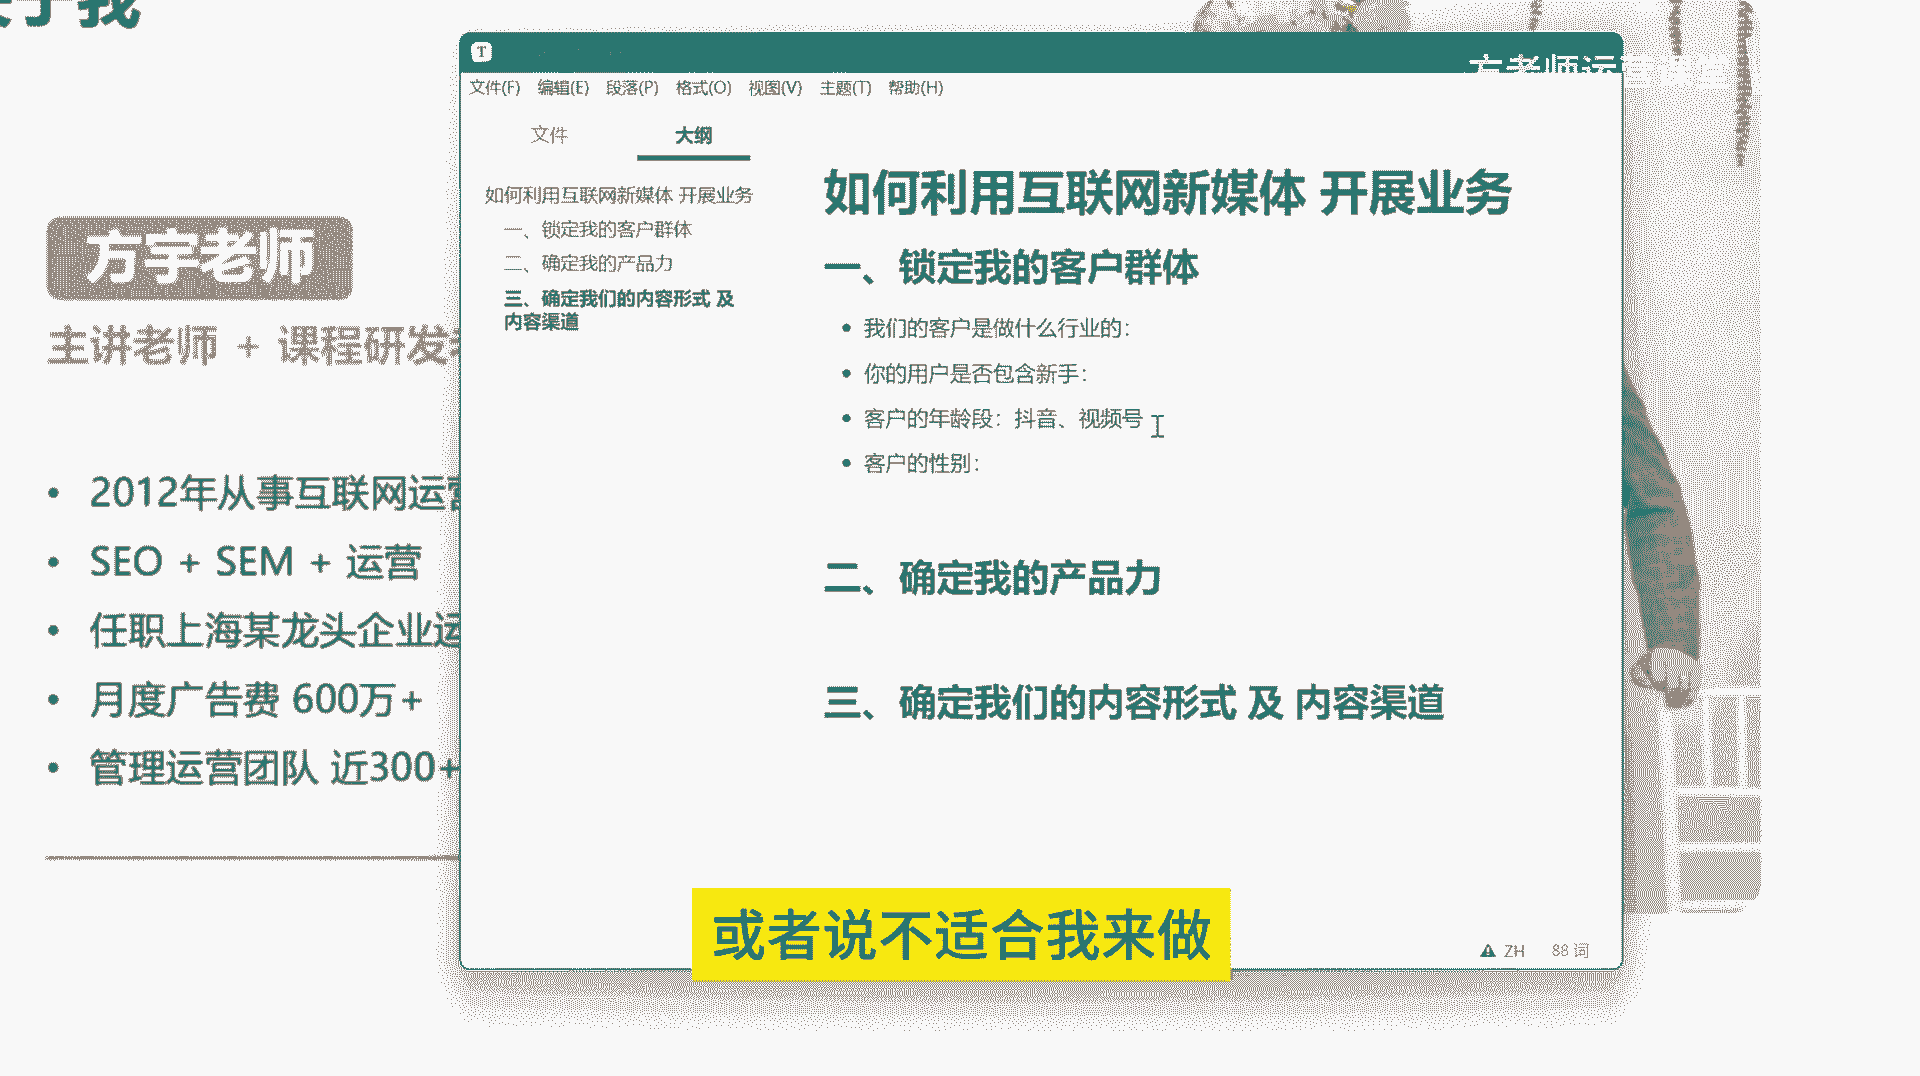 于我
方宇老师
主讲老师 + 课程研发
2012年从事互联网运营
SEO + SEM + 运营
任职上海某龙头企业运
月度广告费 600万+
管理运营团队 近300+
T
方老师运营
文件(F) 编辑(E) 段落(P) 格式(O) 视图(V) 主题(T) 帮助(H)
文件 大纲
如何利用互联网新媒体 开展业务
一、锁定我的客户群体
二、确定我的产品力
三、确定我们的内容形式 及
内容渠道
如何利用互联网新媒体 开展业务
一、锁定我的客户群体
我们的客户是做什么行业的：
你的用户是否包含新手：
客户的年龄段：抖音、视频号
客户的性别：
二、确定我的产品力
三、确定我们的内容形式 及 内容渠道
ZH 88 词
或者说不适合我来做